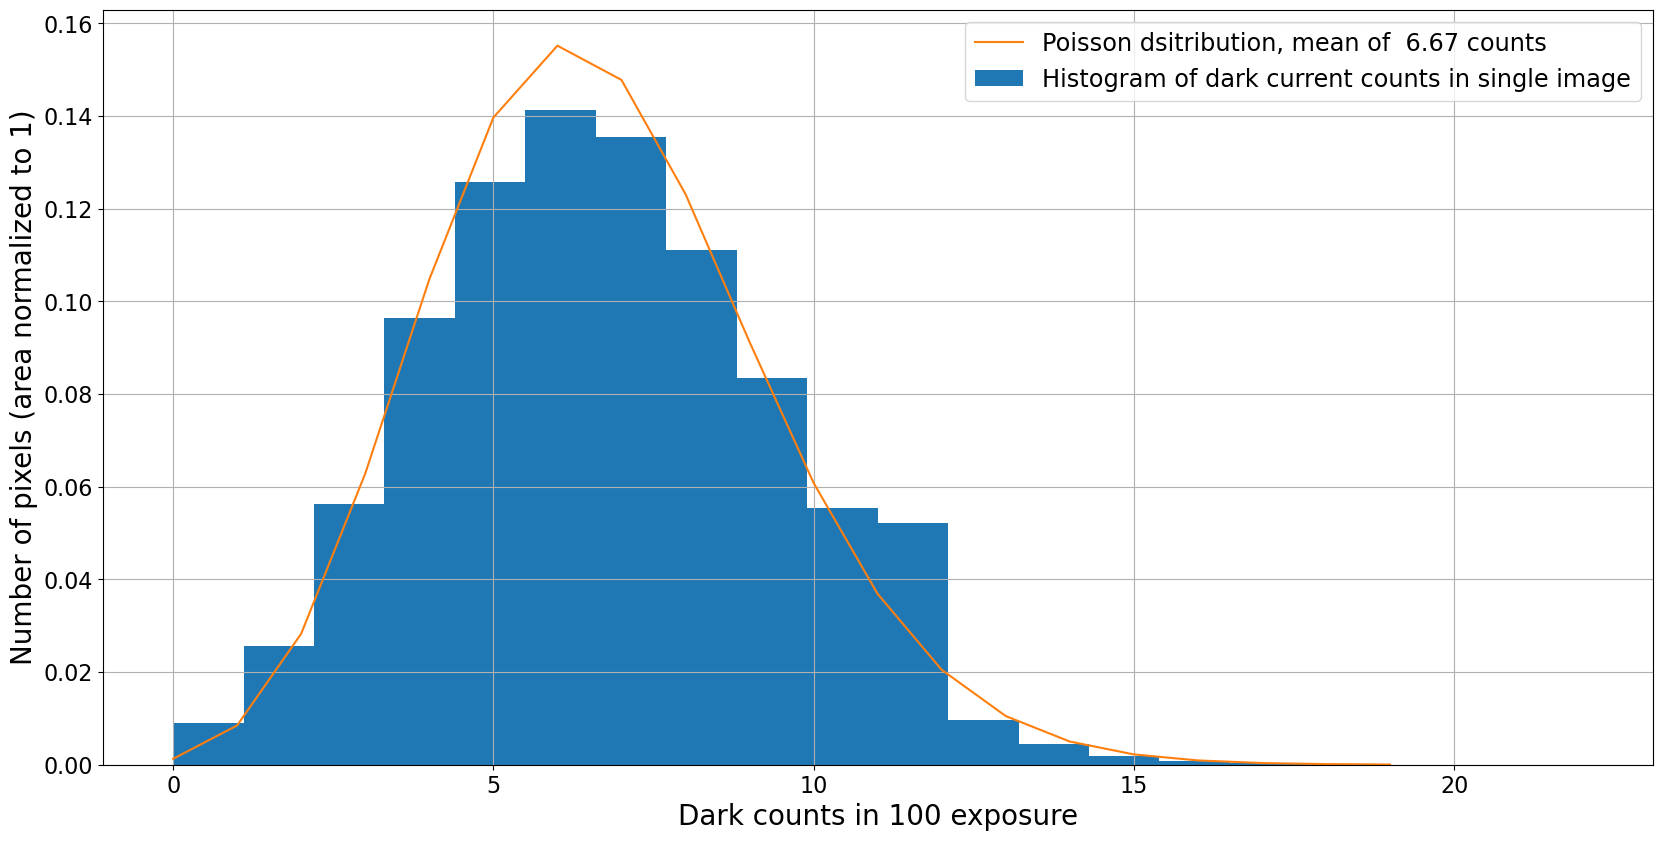 Poisson dsitribution, mean of  6.67 counts
Histogram of dark current counts in single image
Number of pixels (area normalized to 1)
0.16
0.14
0.12
0.10
0.08
0.06
0.04
0.02
0.00
0 5 10 15 20
Dark counts in 100 exposure